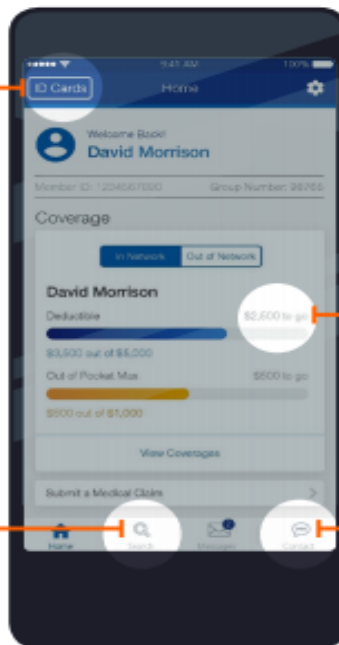 9:41 AM 100%
ID Cards Home
Welcome Back!
David Morrison
Member ID: 1234567890 Group Number: 98765
Coverage
In Network Out of Network
David Morrison
Deductible $2,500 to go
$3,500 out of $5,000
Out of Pocket Max $500 to go
$500 out of $1,000
View Coverages
Submit a Medical Claim
Home Search Messages Contact